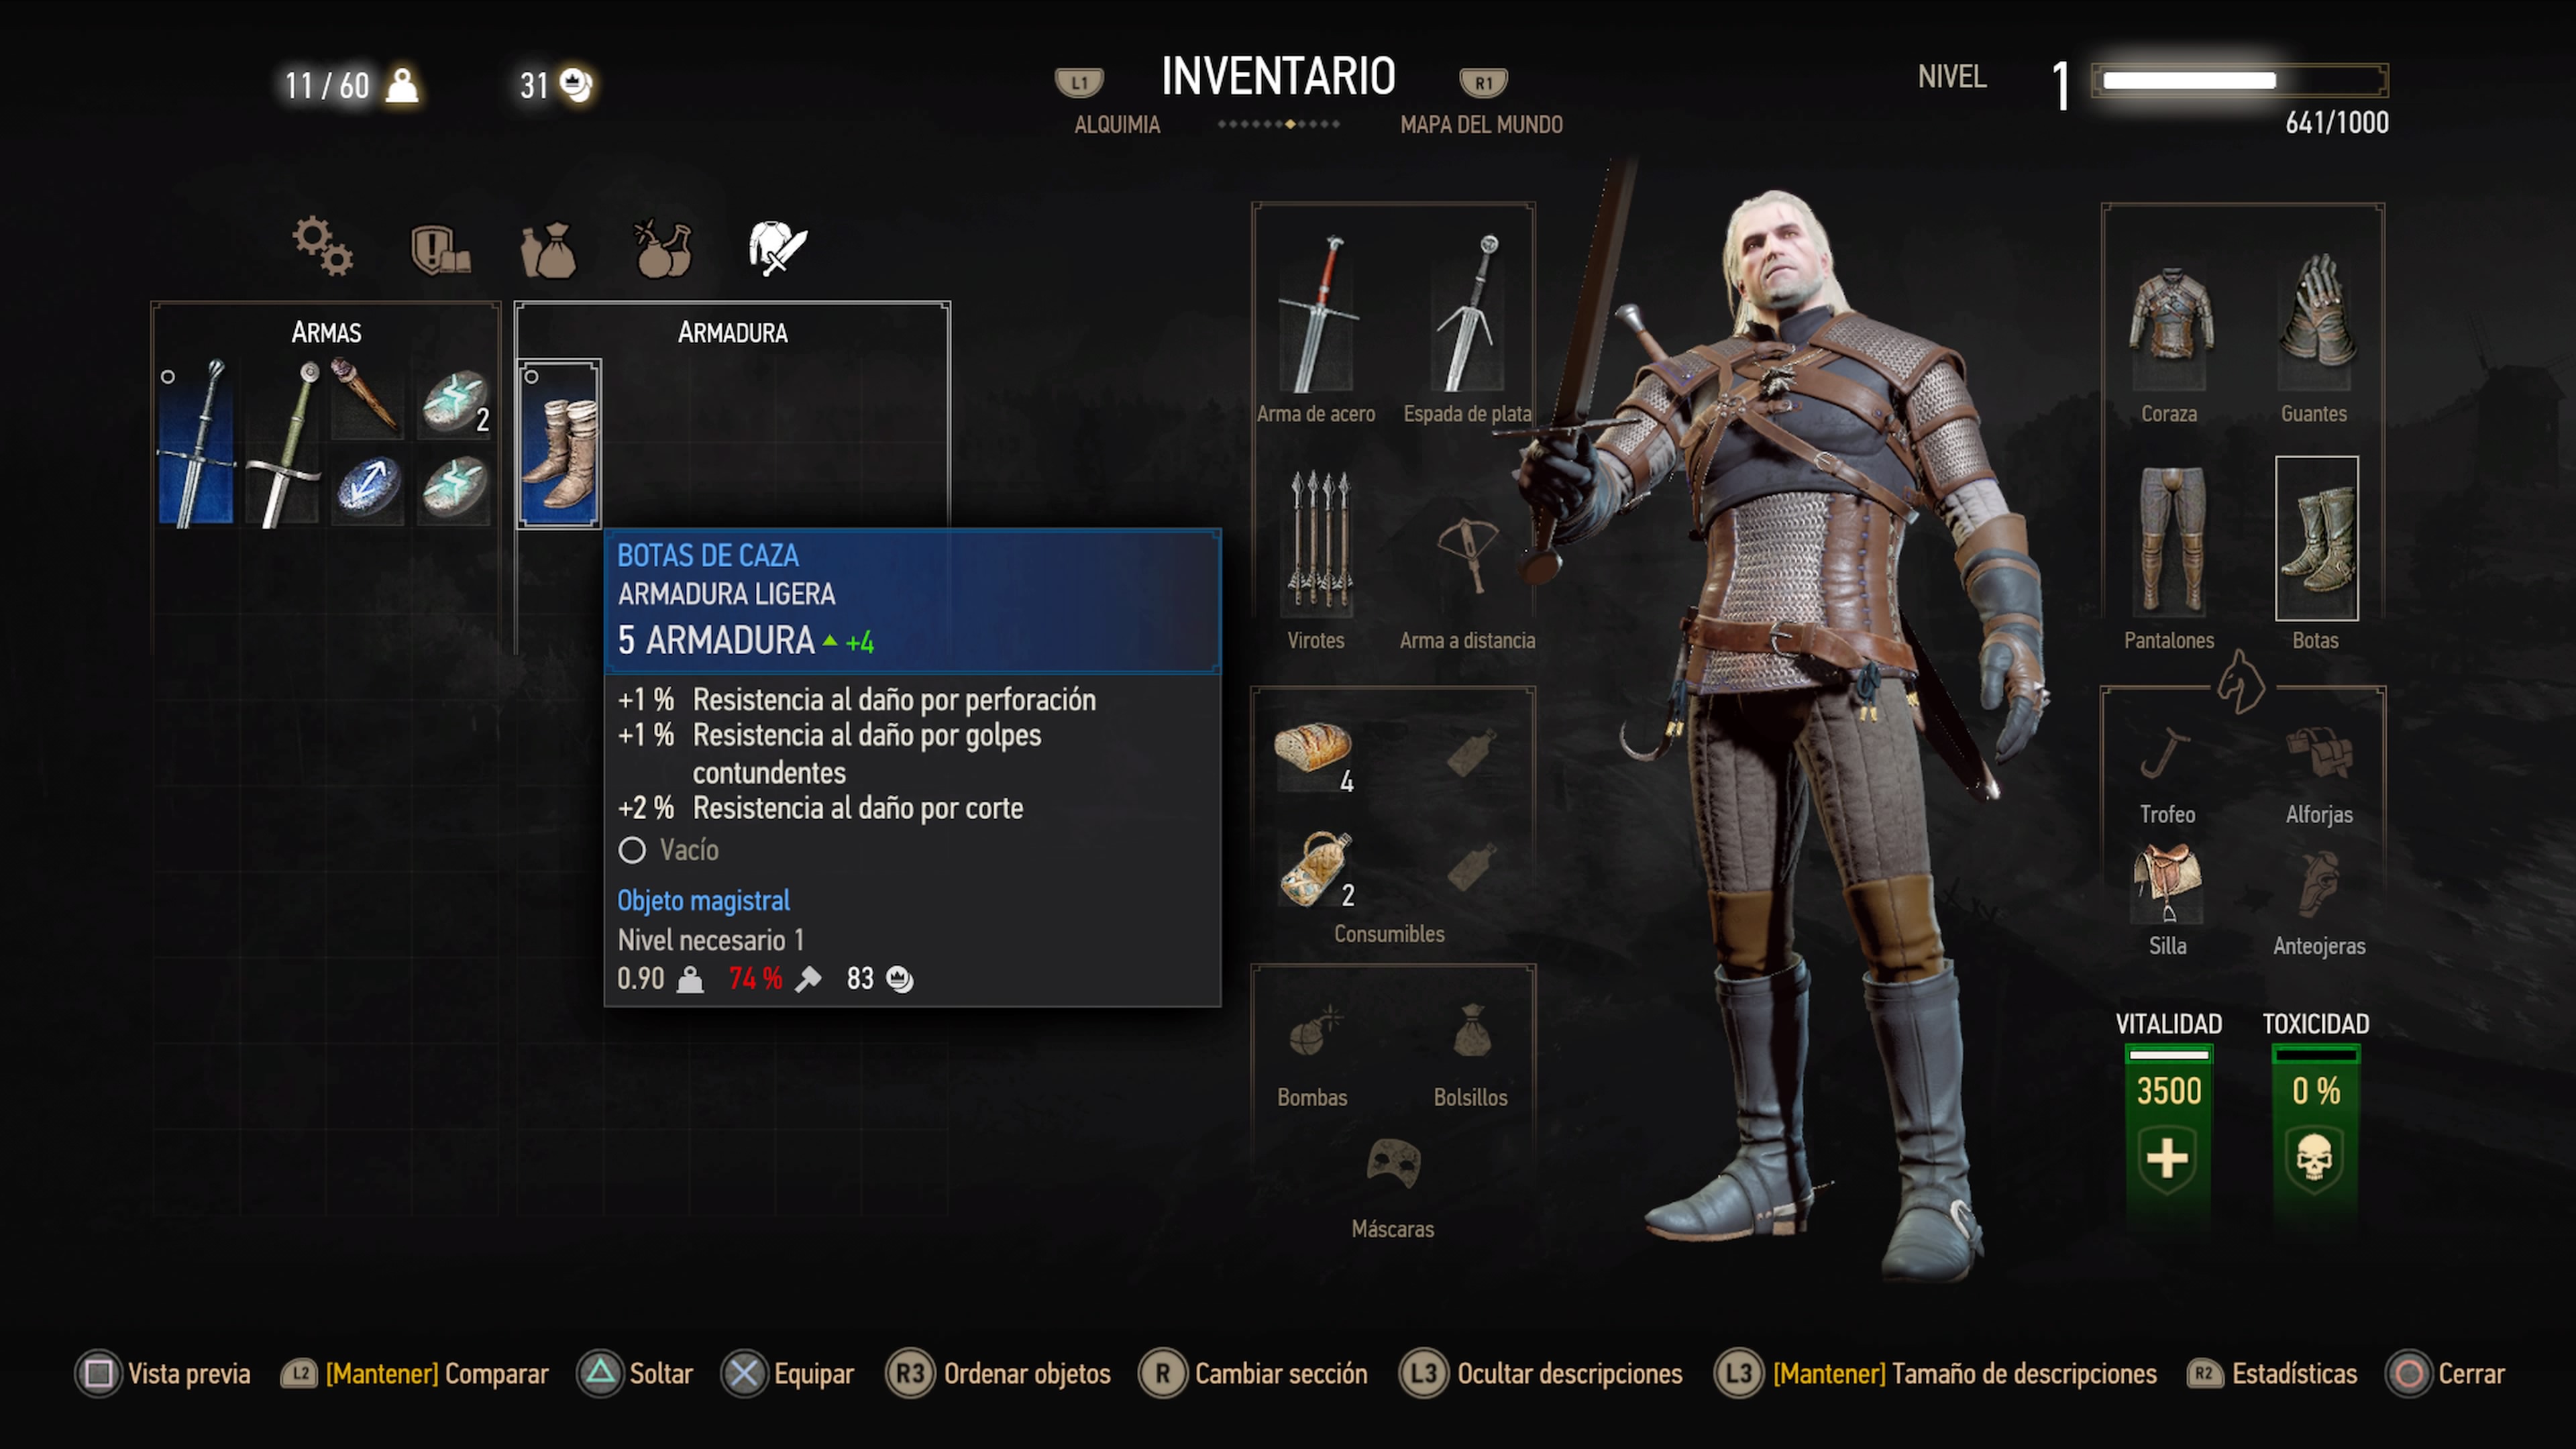 11 / 60
31
L1
INVENTARIO
R1
ALQUIMIA
MAPA DEL MUNDO
NIVEL
1
641/1000
ARMAS
ARMADURA
2
BOTAS DE CAZA
ARMADURA LIGERA
5 ARMADURA +4
+1 % Resistencia al daño por perforación
+1 % Resistencia al daño por golpes
contundentes
+2 % Resistencia al daño por corte
Vacío
Objeto magistral
Nivel necesario 1
0.90 74 % 83
Arma de acero
Espada de plata
Virotes
Arma a distancia
4
2
Consumibles
Bombas
Bolsillos
Máscaras
Coraza
Guantes
Pantalones
Botas
Trofeo
Alforjas
Silla
Anteojeras
VITALIDAD
TOXICIDAD
3500
0 %
Vista previa
L2 [Mantener] Comparar
Soltar
Equipar
R3 Ordenar objetos
R Cambiar sección
L3 Ocultar descripciones
L3 [Mantener] Tamaño de descripciones
R2 Estadísticas
Cerrar